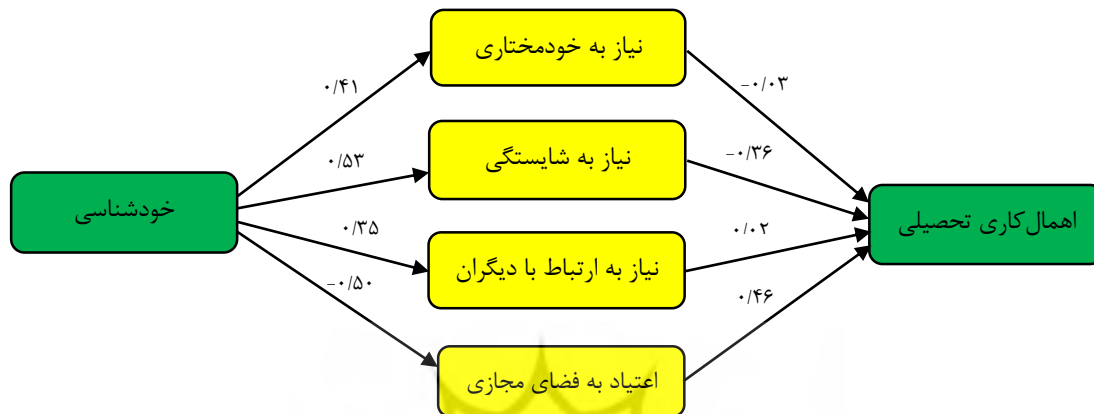 نیاز به خودمختاری
۰/۴۱
-۰/۰۳
نیاز به شایستگی
۰/۵۳
-۰/۳۶
خودشناسی
اهمال‌کاری تحصیلی
۰/۳۵
۰/۰۲
نیاز به ارتباط با دیگران
-۰/۵۰
۰/۴۶
اعتیاد به فضای مجازی